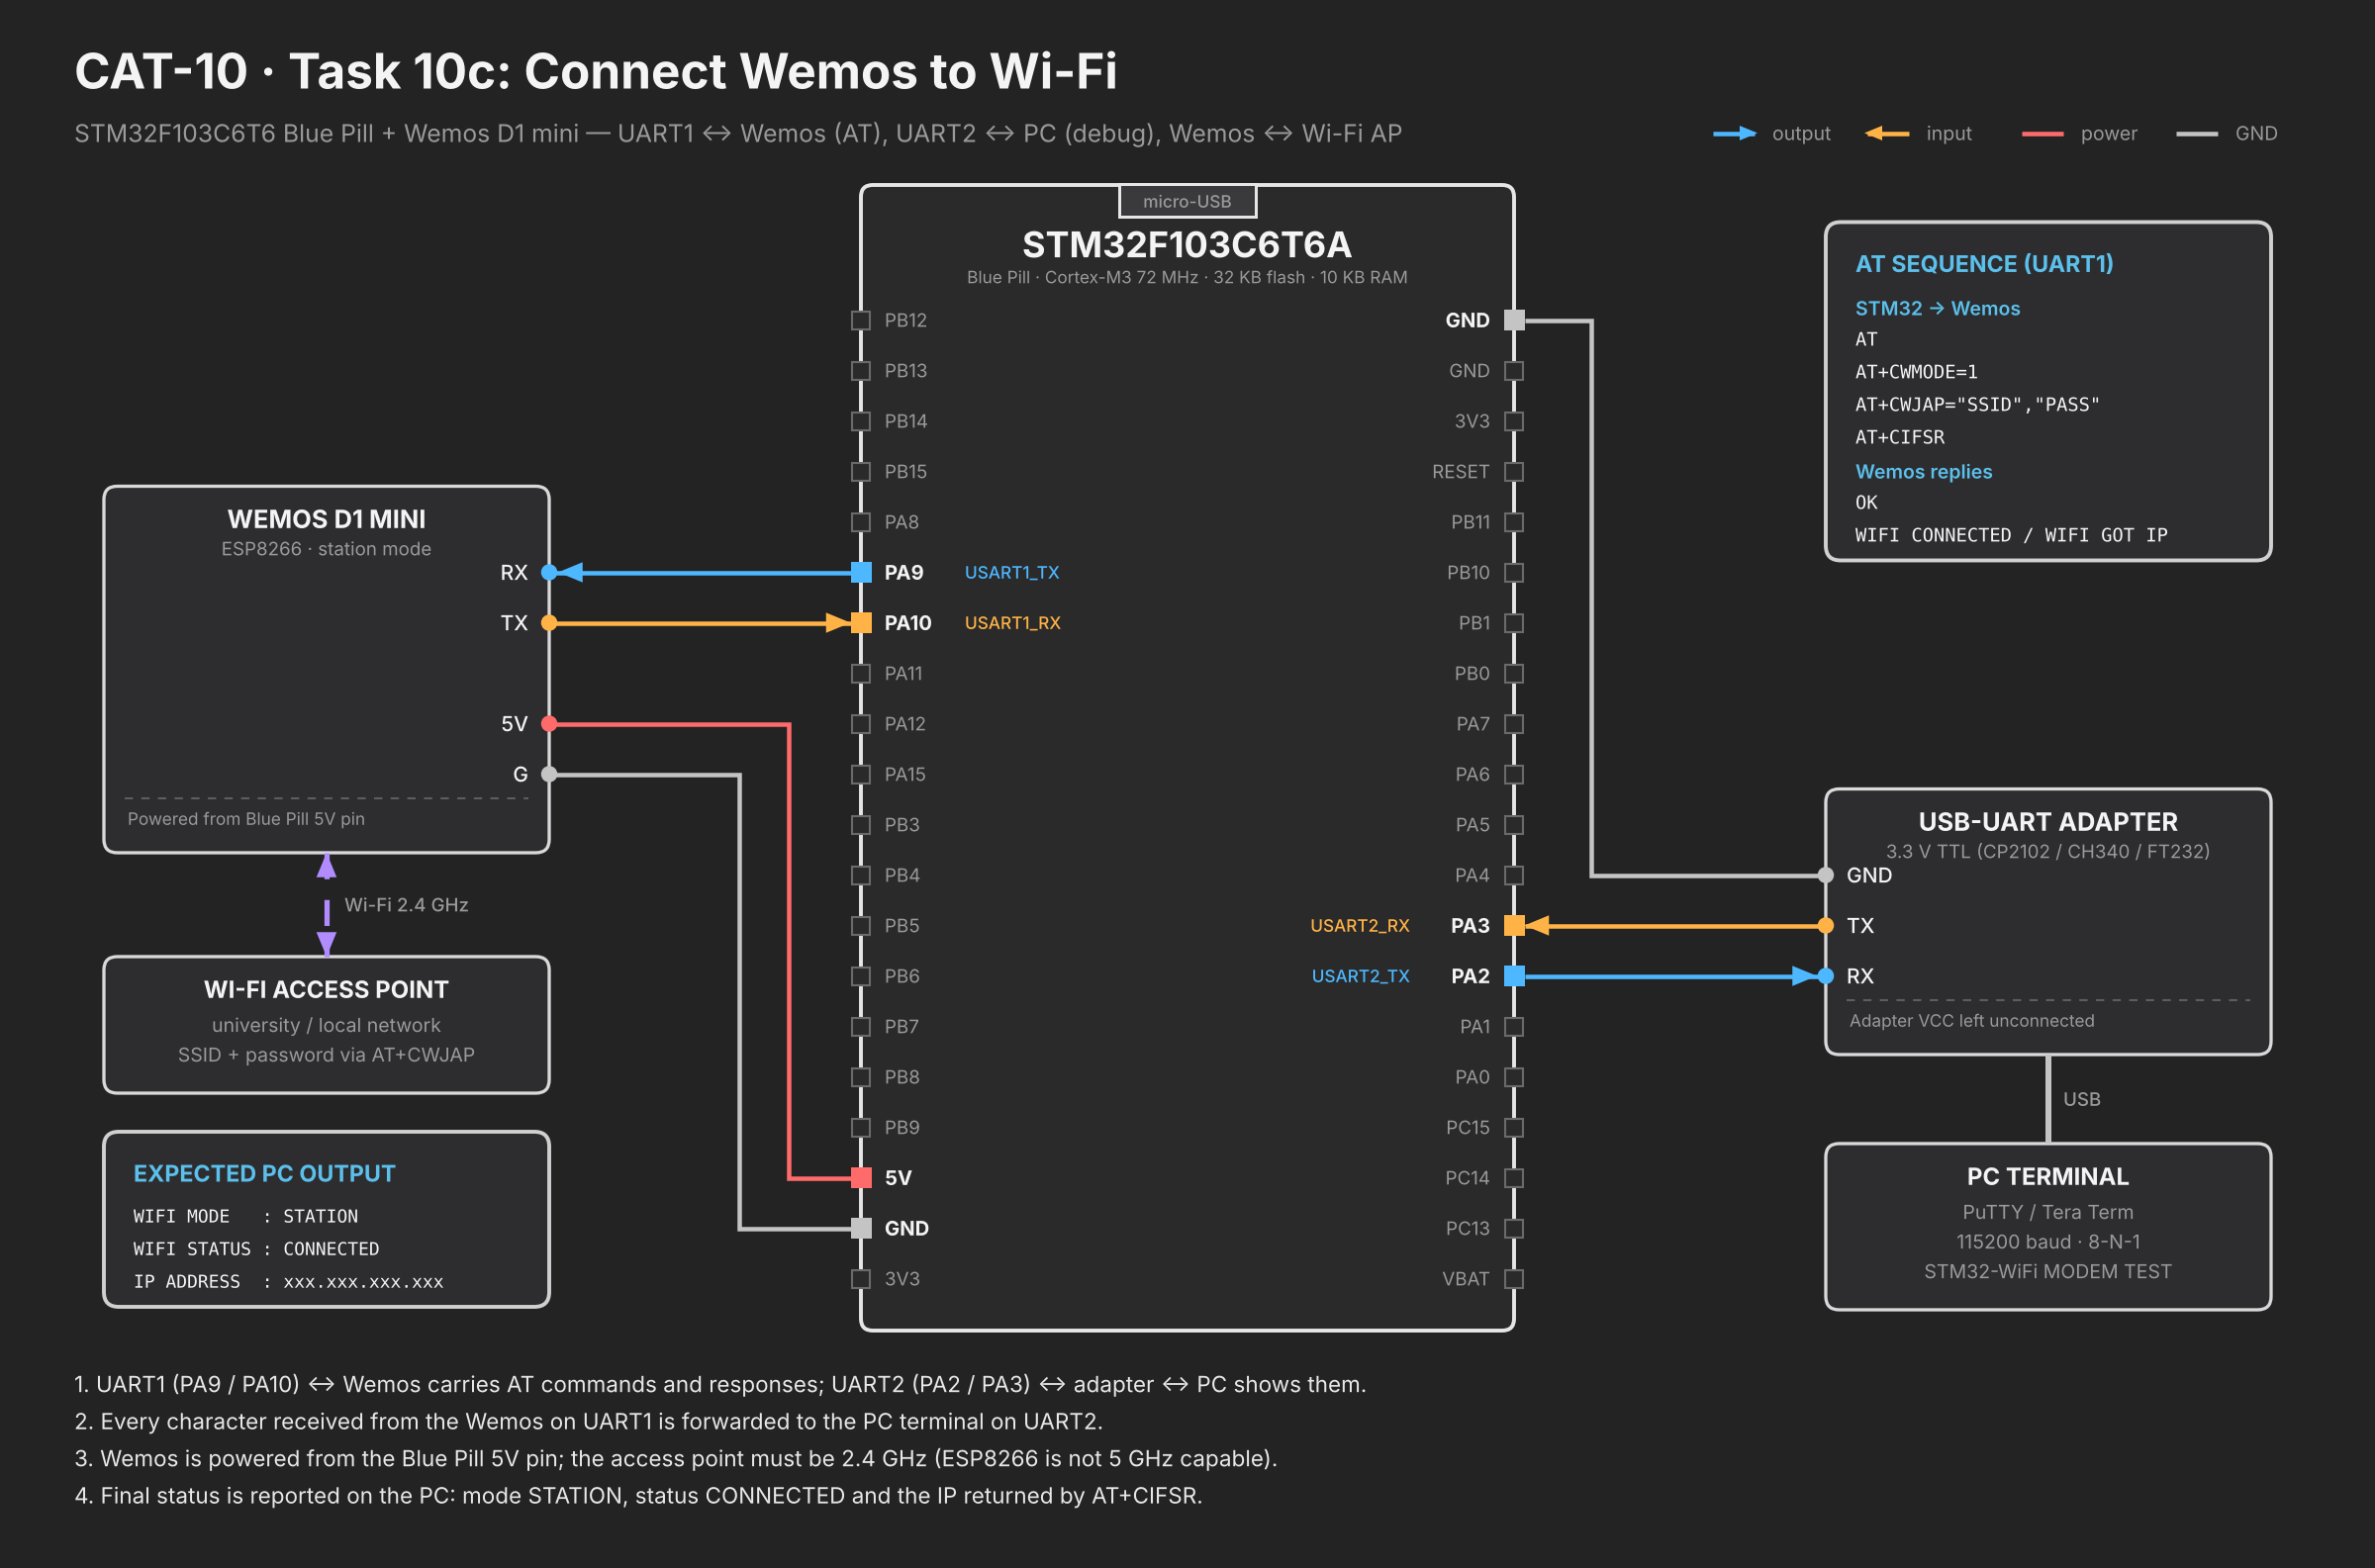 CAT-10 · Task 10c: Connect Wemos to Wi-Fi
STM32F103C6T6 Blue Pill + Wemos D1 mini — UART1 ↔ Wemos (AT), UART2 ↔ PC (debug), Wemos ↔ Wi-Fi AP
output
input
power
GND
micro-USB
STM32F103C6T6A
Blue Pill · Cortex-M3 72 MHz · 32 KB flash · 10 KB RAM
PB12
PB13
PB14
PB15
PA8
PA9 USART1_TX
PA10 USART1_RX
PA11
PA12
PA15
PB3
PB4
PB5
PB6
PB7
PB8
PB9
5V
GND
3V3
GND
GND
3V3
RESET
PB11
PB10
PB1
PB0
PA7
PA6
PA5
PA4
USART2_RX PA3
USART2_TX PA2
PA1
PA0
PC15
PC14
PC13
VBAT
WEMOS D1 MINI
ESP8266 · station mode
RX
TX
5V
G
Powered from Blue Pill 5V pin
Wi-Fi 2.4 GHz
WI-FI ACCESS POINT
university / local network
SSID + password via AT+CWJAP
EXPECTED PC OUTPUT
WIFI MODE : STATION
WIFI STATUS : CONNECTED
IP ADDRESS : xxx.xxx.xxx.xxx
AT SEQUENCE (UART1)
STM32 → Wemos
AT
AT+CWMODE=1
AT+CWJAP="SSID","PASS"
AT+CIFSR
Wemos replies
OK
WIFI CONNECTED / WIFI GOT IP
USB-UART ADAPTER
3.3 V TTL (CP2102 / CH340 / FT232)
GND
TX
RX
Adapter VCC left unconnected
USB
PC TERMINAL
PuTTY / Tera Term
115200 baud · 8-N-1
STM32-WiFi MODEM TEST
1. UART1 (PA9 / PA10) ↔ Wemos carries AT commands and responses; UART2 (PA2 / PA3) ↔ adapter ↔ PC shows them.
2. Every character received from the Wemos on UART1 is forwarded to the PC terminal on UART2.
3. Wemos is powered from the Blue Pill 5V pin; the access point must be 2.4 GHz (ESP8266 is not 5 GHz capable).
4. Final status is reported on the PC: mode STATION, status CONNECTED and the IP returned by AT+CIFSR.